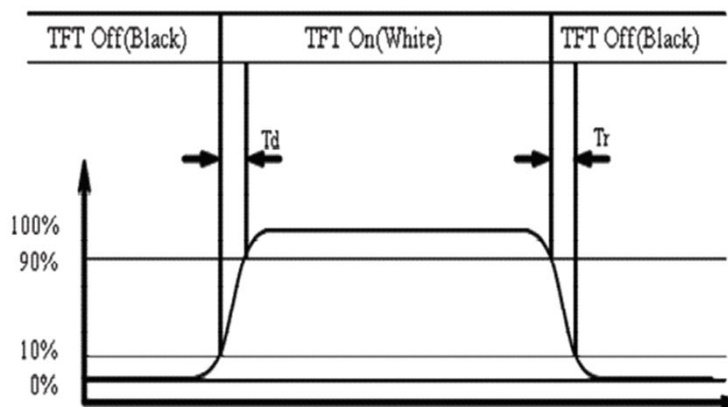 TFT Off(Black) TFT On(White) TFT Off(Black)
Td Tr
100%
90%
10%
0%